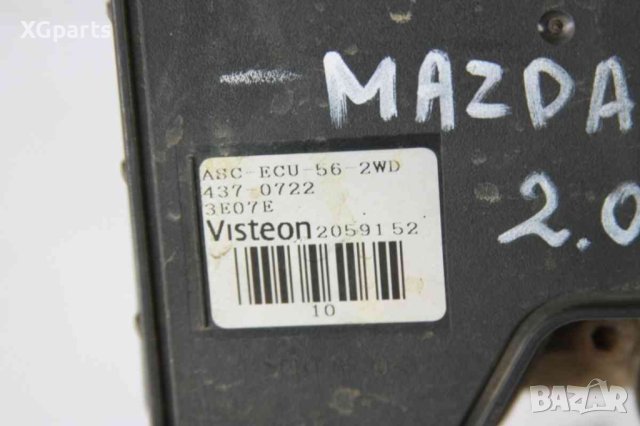 XGparts
- MAZDA
2.0
ASC-ECU-56-2WD
437-0722
3E07E
Visteon 2059152
10
BAZAR